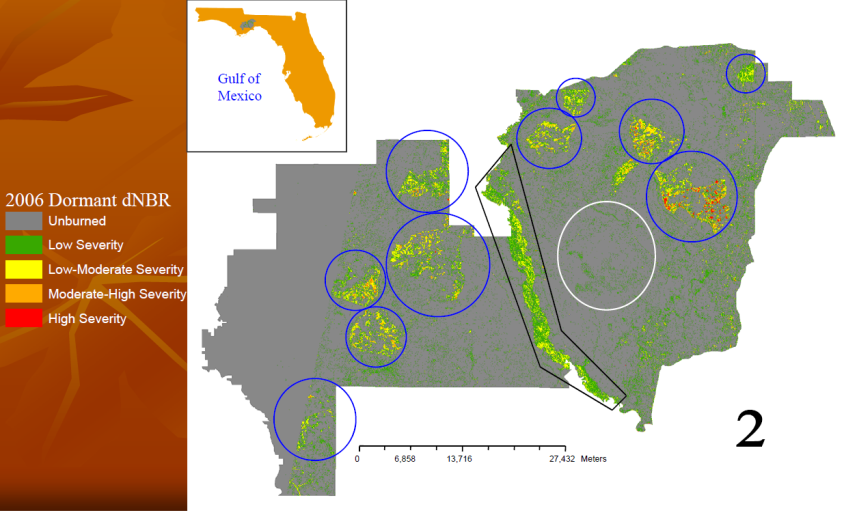 Gulf of
Mexico
2006 Dormant dNBR
Unburned
Low Severity
Low-Moderate Severity
Moderate-High Severity
High Severity
0 6,858 13,716 27,432 Meters
2